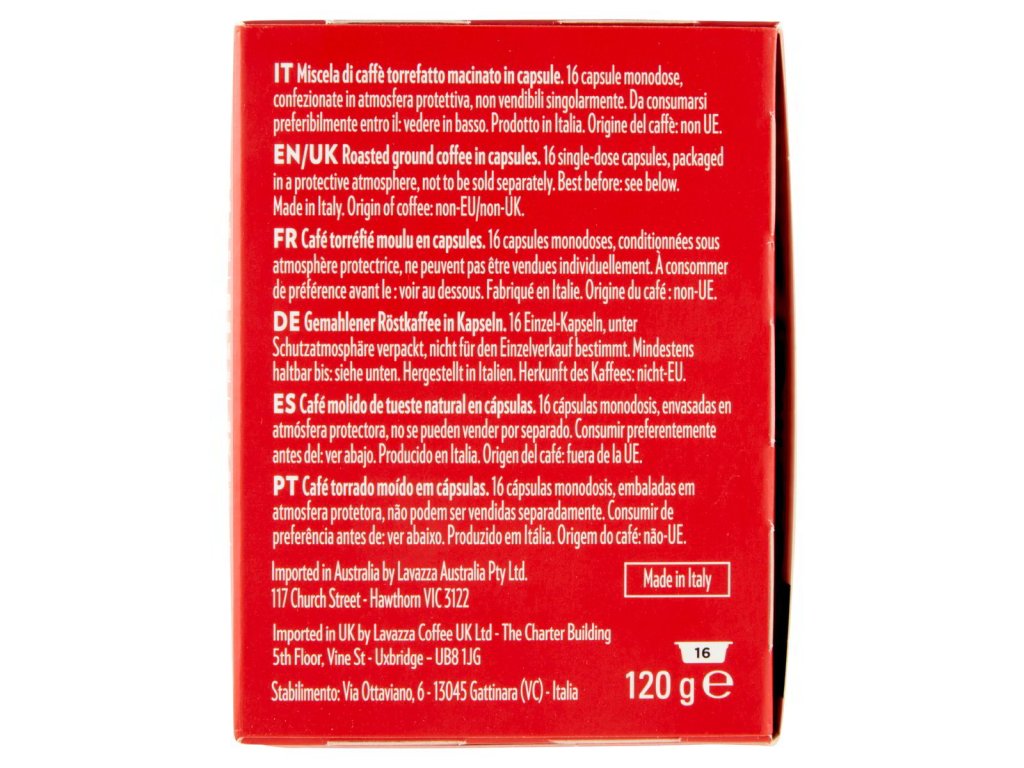 IT Miscela di caffè torrefatto macinato in capsule. 16 capsule monodose,
confezionate in atmosfera protettiva, non vendibili singolarmente. Da consumarsi
preferibilmente entro il: vedere in basso. Prodotto in Italia. Origine del caffè: non UE.
EN/UK Roasted ground coffee in capsules. 16 single-dose capsules, packaged
in a protective atmosphere, not to be sold separately. Best before: see below.
Made in Italy. Origin of coffee: non-EU/non-UK.
FR Café torréfié moulu en capsules. 16 capsules monodoses, conditionnées sous
atmosphère protectrice, ne peuvent pas être vendues individuellement. À consommer
de préférence avant le : voir au dessous. Fabriqué en Italie. Origine du café : non-UE.
DE Gemahlener Röstkaffee in Kapseln. 16 Einzel-Kapseln, unter
Schutzatmosphäre verpackt, nicht für den Einzelverkauf bestimmt. Mindestens
haltbar bis: siehe unten. Hergestellt in Italien. Herkunft des Kaffees: nicht-EU.
ES Café molido de tueste natural en cápsulas. 16 cápsulas monodosis, envasadas en
atmósfera protectora, no se pueden vender por separado. Consumir preferentemente
antes del: ver abajo. Producido en Italia. Origen del café: fuera de la UE.
PT Café torrado moído em cápsulas. 16 cápsulas monodosis, embaladas em
atmosfera protetora, não podem ser vendidas separadamente. Consumir de
preferência antes de: ver abaixo. Produzido em Itália. Origem do café: não-UE.
Imported in Australia by Lavazza Australia Pty Ltd.
117 Church Street - Hawthorn VIC 3122
Made in Italy
Imported in UK by Lavazza Coffee UK Ltd - The Charter Building
5th Floor, Vine St - Uxbridge – UB8 1JG
Stabilimento: Via Ottaviano, 6 - 13045 Gattinara (VC) - Italia
16
120 g ℮